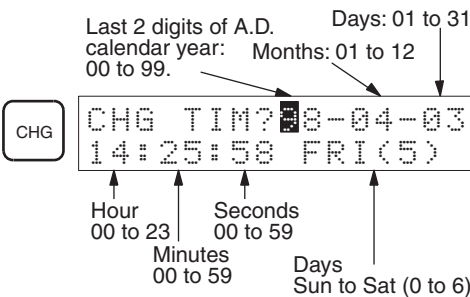 Last 2 digits of A.D.
calendar year:
00 to 99.
Days: 01 to 31
Months: 01 to 12
CHG
CHG TIM?98-04-03
14:25:58 FRI(5)
Hour
00 to 23
Minutes
00 to 59
Seconds
00 to 59
Days
Sun to Sat (0 to 6)